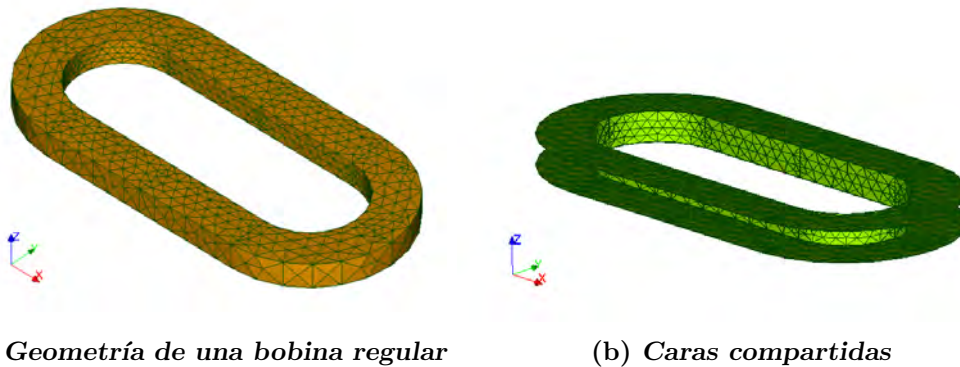 Z
Y
X
Z
Y
X
Geometría de una bobina regular
(b) Caras compartidas